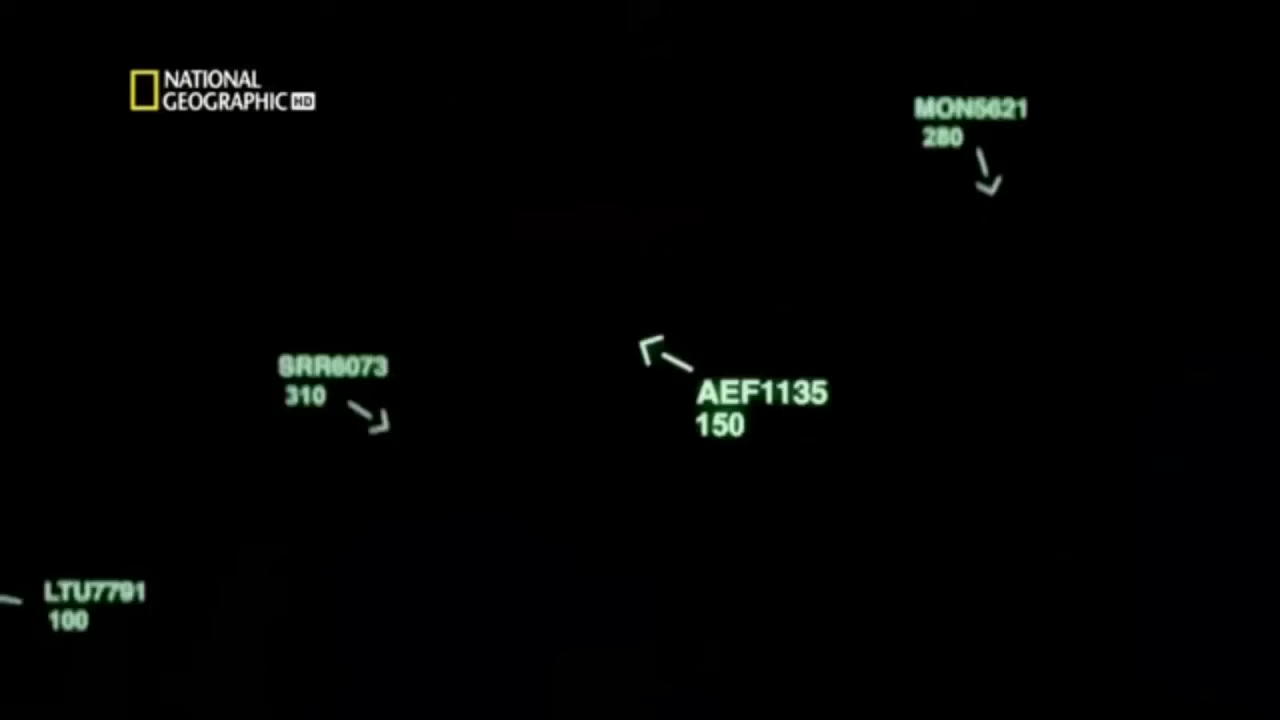 NATIONAL
GEOGRAPHIC HD
MON5621
280
SRR6073
310
AEF1135
150
LTU7791
100